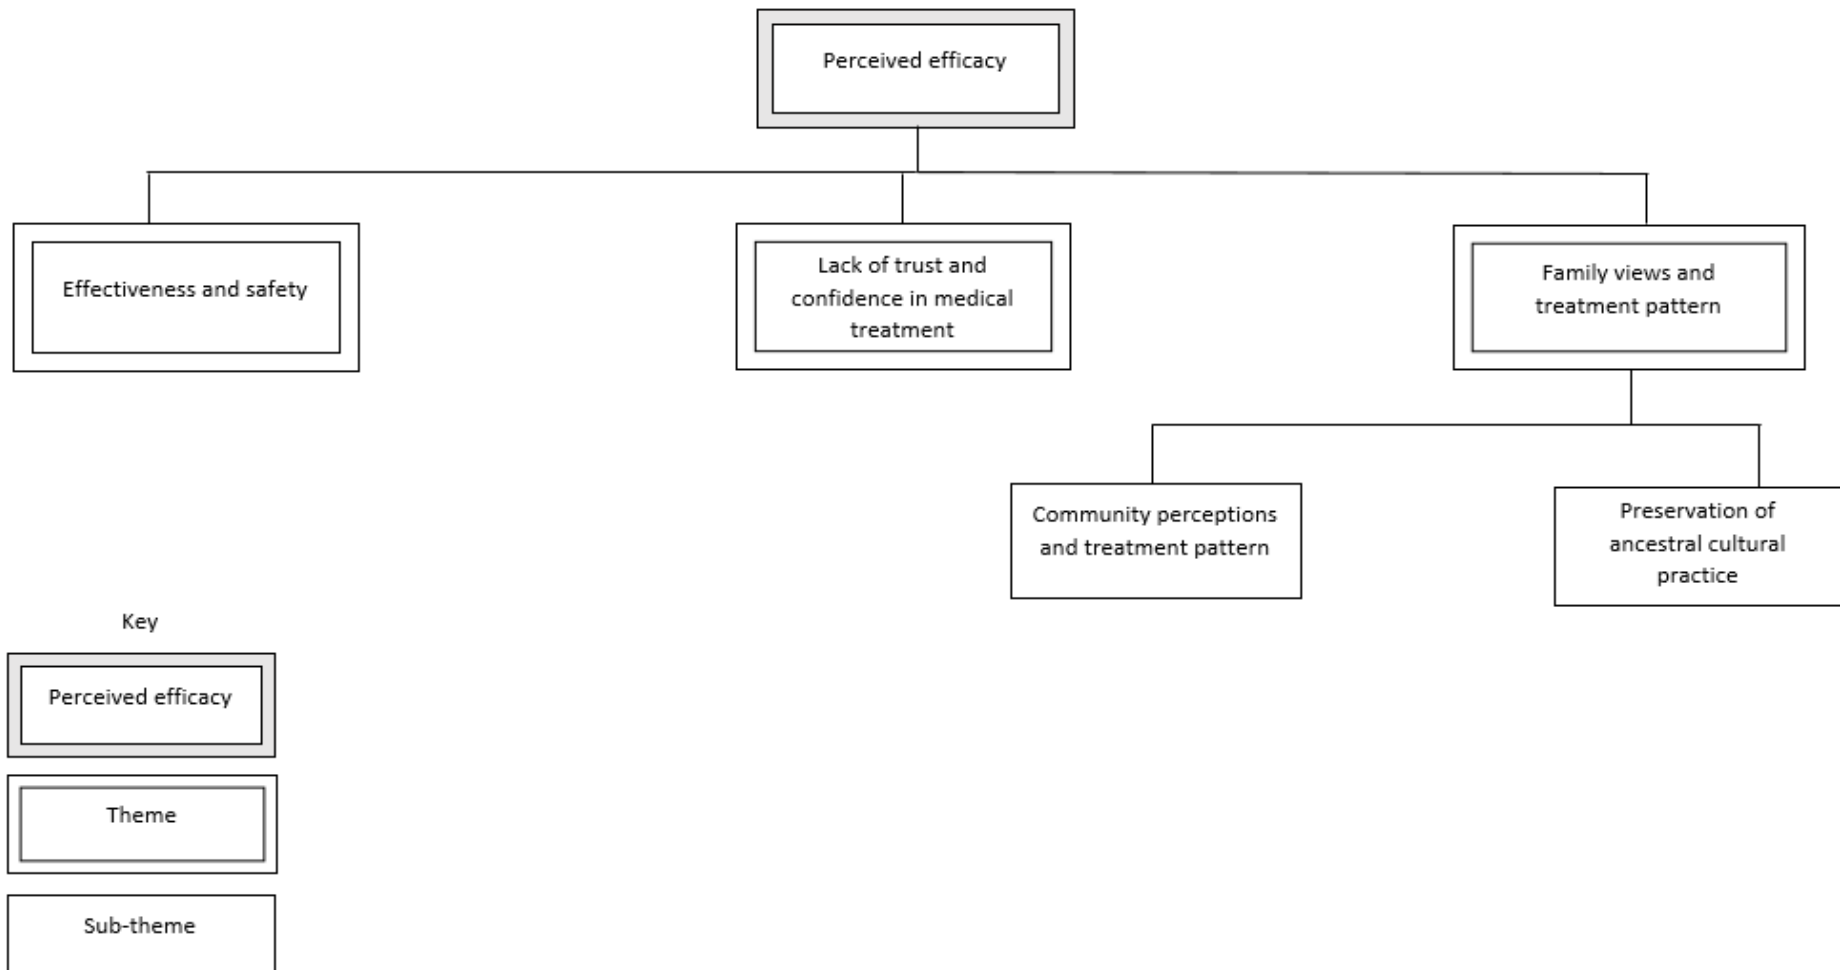 Perceived efficacy
Effectiveness and safety
Lack of trust and
confidence in medical
treatment
Family views and
treatment pattern
Community perceptions
and treatment pattern
Preservation of
ancestral cultural
practice
Key
Perceived efficacy
Theme
Sub-theme